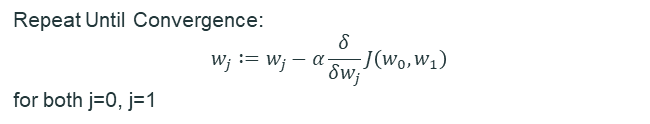 Repeat Until Convergence:
w_j := w_j − α δ/δw_j J(w_0, w_1)
for both j=0, j=1